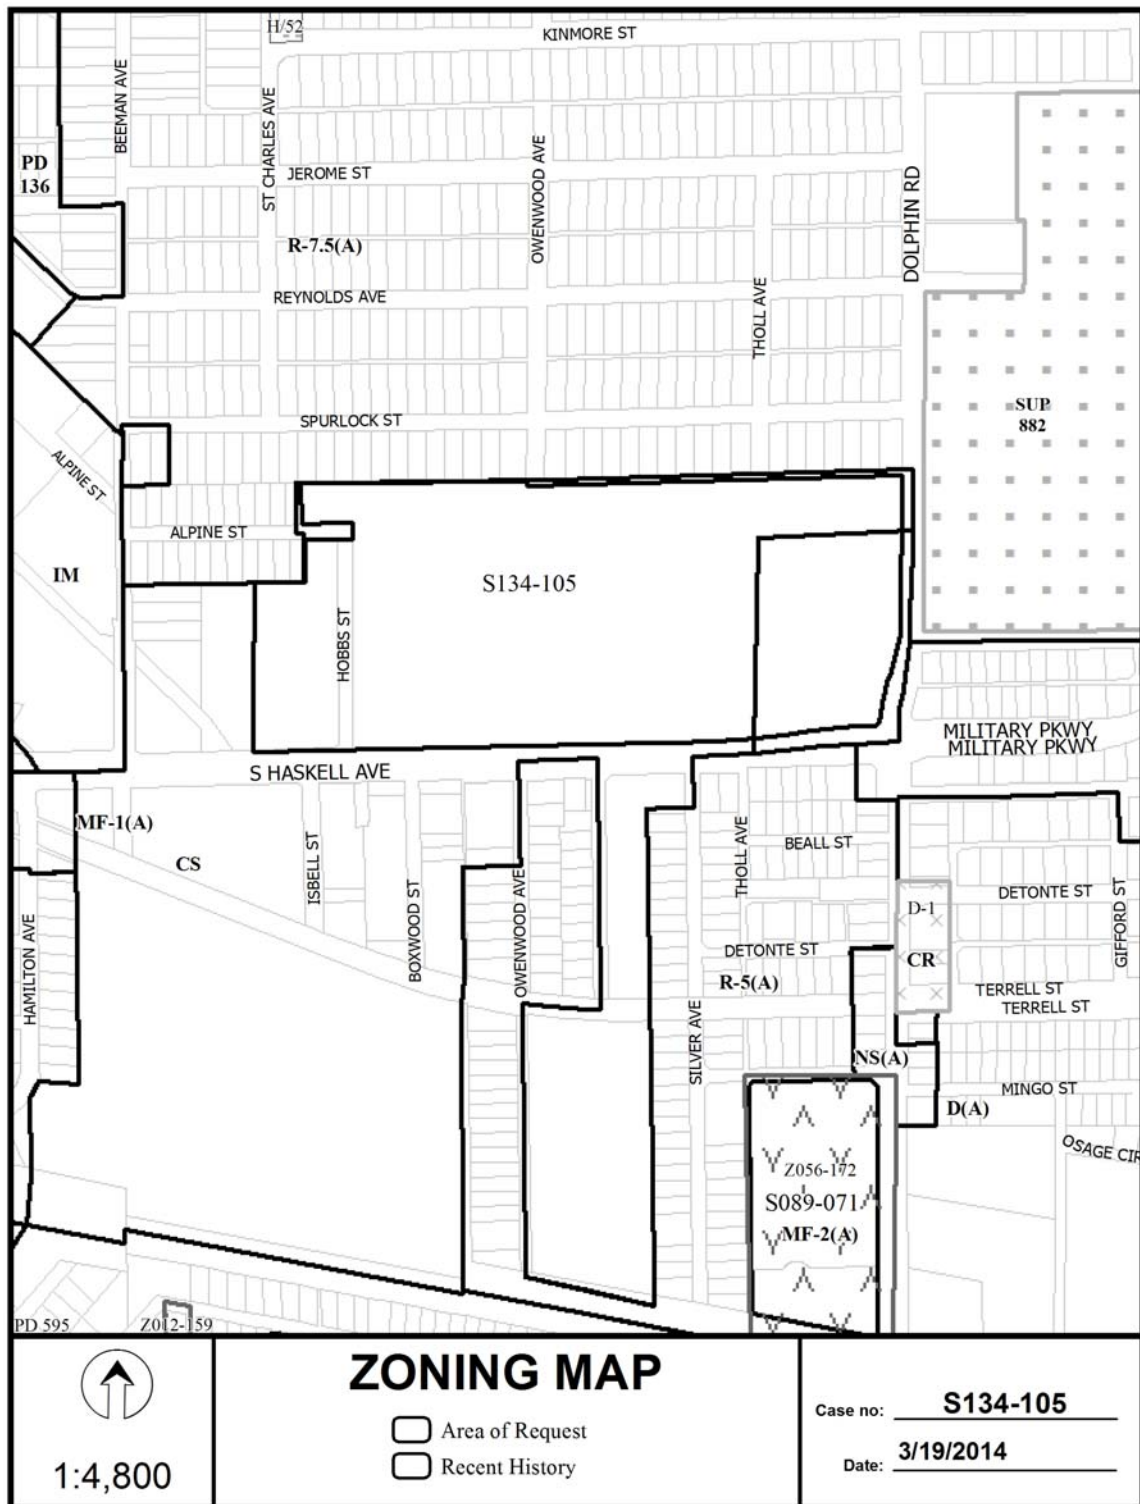 H/52
KINMORE ST
BEEMAN AVE
ST CHARLES AVE
OWENWOOD AVE
DOLPHIN RD
PD
136
JEROME ST
R-7.5(A)
REYNOLDS AVE
THOLL AVE
SPURLOCK ST
SUP
882
ALPINE ST
ALPINE ST
IM
S134-105
HOBBS ST
MILITARY PKWY
MILITARY PKWY
S HASKELL AVE
MF-1(A)
CS
ISBELL ST
BOXWOOD ST
OWENWOOD AVE
THOLL AVE
BEALL ST
D-1
DETONTE ST
GIFFORD ST
HAMILTON AVE
DETONTE ST
CR
R-5(A)
TERRELL ST
TERRELL ST
SILVER AVE
NS(A)
MINGO ST
D(A)
OSAGE CIR
Z056-172
S089-071
MF-2(A)
PD 595
Z012-159
ZONING MAP
Area of Request
Recent History
1:4,800
Case no: S134-105
Date: 3/19/2014